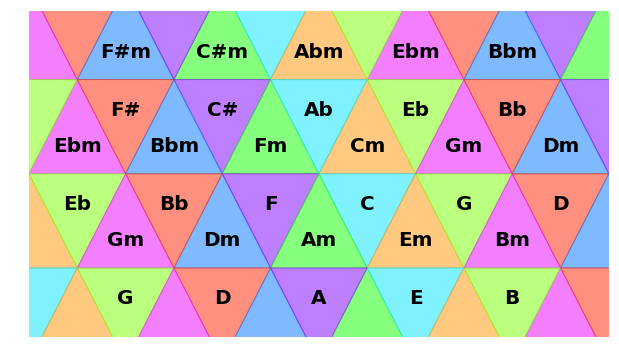 F#m C#m Abm Ebm Bbm
F# C# Ab Eb Bb
Ebm Bbm Fm Cm Gm Dm
Eb Bb F C G D
Gm Dm Am Em Bm
G D A E B